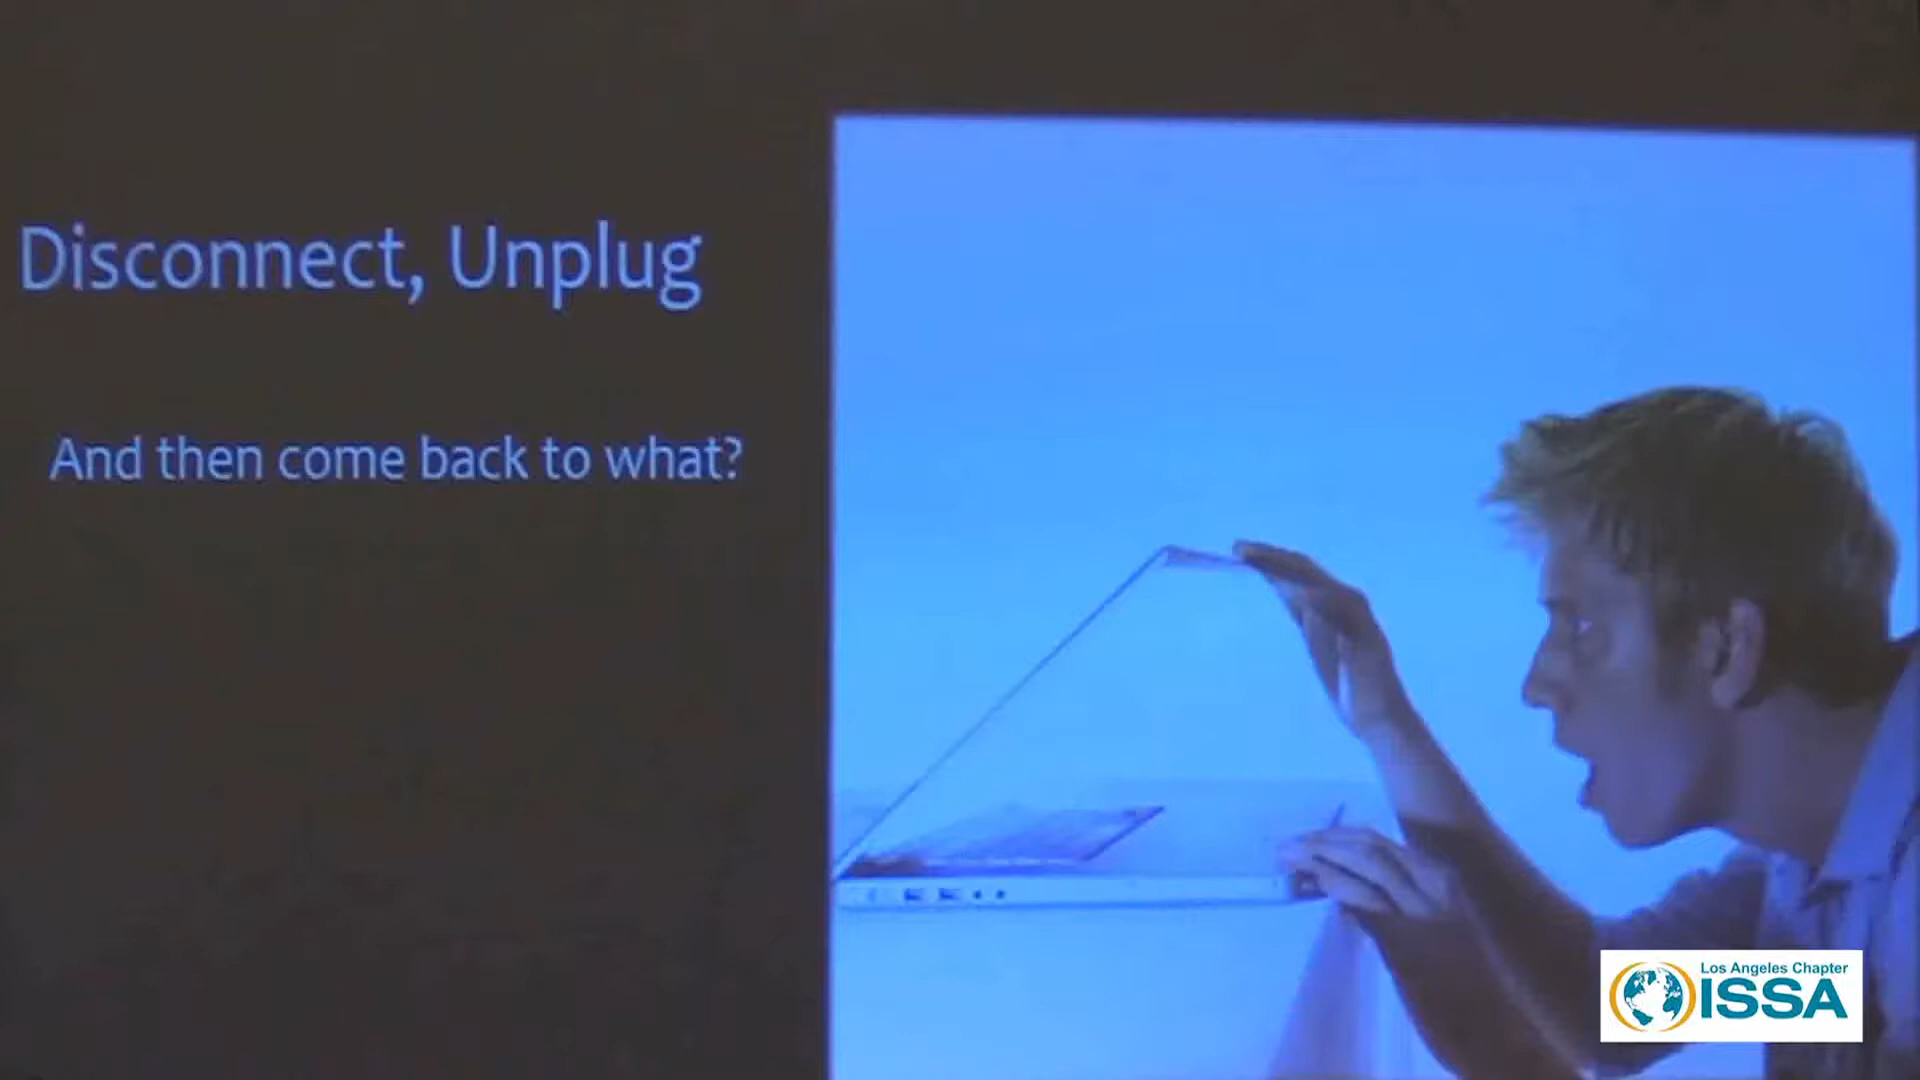 Disconnect, Unplug
And then come back to what?
Los Angeles Chapter
ISSA